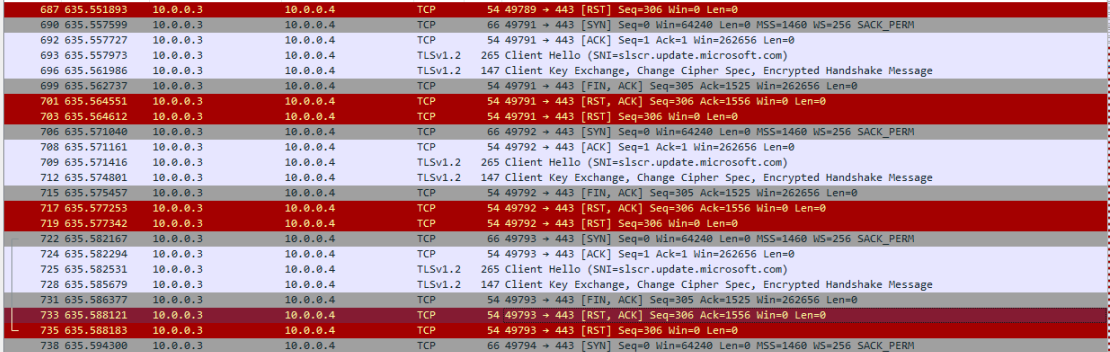 687 635.551893 10.0.0.3 10.0.0.4 TCP 54 49789 → 443 [RST] Seq=306 Win=0 Len=0
690 635.557599 10.0.0.3 10.0.0.4 TCP 66 49791 → 443 [SYN] Seq=0 Win=64240 Len=0 MSS=1460 WS=256 SACK_PERM
692 635.557727 10.0.0.3 10.0.0.4 TCP 54 49791 → 443 [ACK] Seq=1 Ack=1 Win=262656 Len=0
693 635.557973 10.0.0.3 10.0.0.4 TLSv1.2 265 Client Hello (SNI=slscr.update.microsoft.com)
696 635.561986 10.0.0.3 10.0.0.4 TLSv1.2 147 Client Key Exchange, Change Cipher Spec, Encrypted Handshake Message
699 635.562737 10.0.0.3 10.0.0.4 TCP 54 49791 → 443 [FIN, ACK] Seq=305 Ack=1525 Win=262656 Len=0
701 635.564551 10.0.0.3 10.0.0.4 TCP 54 49791 → 443 [RST, ACK] Seq=306 Ack=1556 Win=0 Len=0
703 635.564612 10.0.0.3 10.0.0.4 TCP 54 49791 → 443 [RST] Seq=306 Win=0 Len=0
706 635.571040 10.0.0.3 10.0.0.4 TCP 66 49792 → 443 [SYN] Seq=0 Win=64240 Len=0 MSS=1460 WS=256 SACK_PERM
708 635.571161 10.0.0.3 10.0.0.4 TCP 54 49792 → 443 [ACK] Seq=1 Ack=1 Win=262656 Len=0
709 635.571416 10.0.0.3 10.0.0.4 TLSv1.2 265 Client Hello (SNI=slscr.update.microsoft.com)
712 635.574801 10.0.0.3 10.0.0.4 TLSv1.2 147 Client Key Exchange, Change Cipher Spec, Encrypted Handshake Message
715 635.575457 10.0.0.3 10.0.0.4 TCP 54 49792 → 443 [FIN, ACK] Seq=305 Ack=1525 Win=262656 Len=0
717 635.577253 10.0.0.3 10.0.0.4 TCP 54 49792 → 443 [RST, ACK] Seq=306 Ack=1556 Win=0 Len=0
719 635.577342 10.0.0.3 10.0.0.4 TCP 54 49792 → 443 [RST] Seq=306 Win=0 Len=0
722 635.582167 10.0.0.3 10.0.0.4 TCP 66 49793 → 443 [SYN] Seq=0 Win=64240 Len=0 MSS=1460 WS=256 SACK_PERM
724 635.582294 10.0.0.3 10.0.0.4 TCP 54 49793 → 443 [ACK] Seq=1 Ack=1 Win=262656 Len=0
725 635.582531 10.0.0.3 10.0.0.4 TLSv1.2 265 Client Hello (SNI=slscr.update.microsoft.com)
728 635.585679 10.0.0.3 10.0.0.4 TLSv1.2 147 Client Key Exchange, Change Cipher Spec, Encrypted Handshake Message
731 635.586377 10.0.0.3 10.0.0.4 TCP 54 49793 → 443 [FIN, ACK] Seq=305 Ack=1525 Win=262656 Len=0
733 635.588121 10.0.0.3 10.0.0.4 TCP 54 49793 → 443 [RST, ACK] Seq=306 Ack=1556 Win=0 Len=0
735 635.588183 10.0.0.3 10.0.0.4 TCP 54 49793 → 443 [RST] Seq=306 Win=0 Len=0
738 635.594300 10.0.0.3 10.0.0.4 TCP 66 49794 → 443 [SYN] Seq=0 Win=64240 Len=0 MSS=1460 WS=256 SACK_PERM